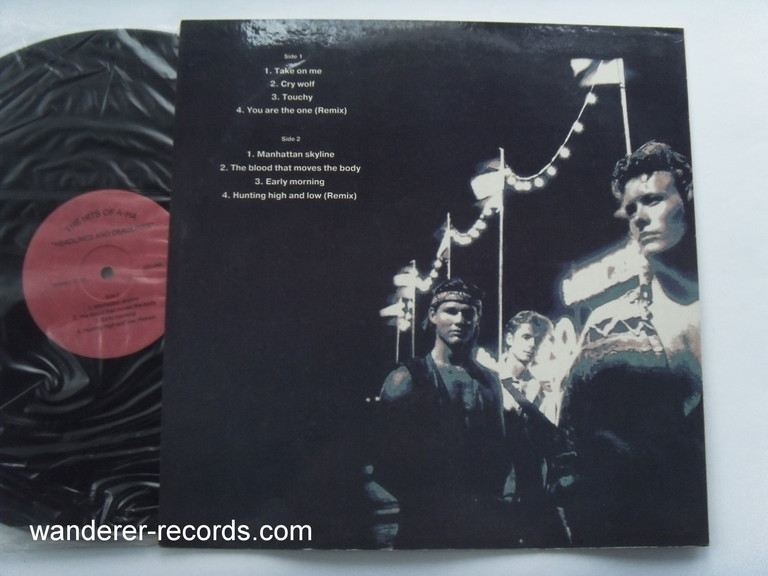 Side 1
1. Take on me
2. Cry wolf
3. Touchy
4. You are the one (Remix)
Side 2
1. Manhattan skyline
2. The blood that moves the body
3. Early morning
4. Hunting high and low (Remix)
THE HITS OF A-HA
"HEADLINES AND
wanderer-records.com